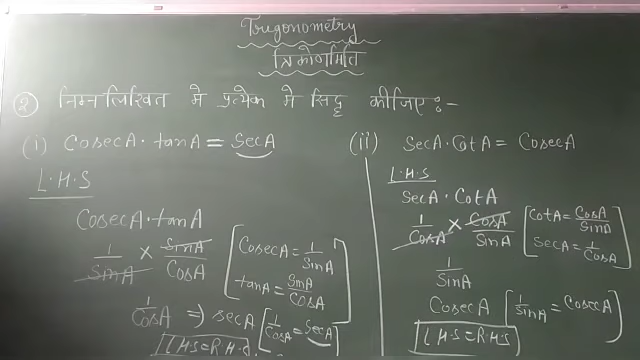 Trigonometry
त्रिकोणमिति
② निम्नलिखित मे प्रत्येक मे सिद्ध कीजिए :-
(i) CosecA · tanA = SecA
L.H.S
CosecA · tanA
1/SinA × SinA/CosA
[CosecA = 1/SinA
tanA = SinA/CosA]
1/CosA ⇒ SecA [1/CosA = SecA]
L.H.S = R.H.S.
(ii) SecA · CotA = CosecA
L.H.S
SecA · CotA
1/CosA × CosA/SinA
[CotA = CosA/SinA
SecA = 1/CosA]
1/SinA
CosecA [1/SinA = CosecA]
L.H.S = R.H.S